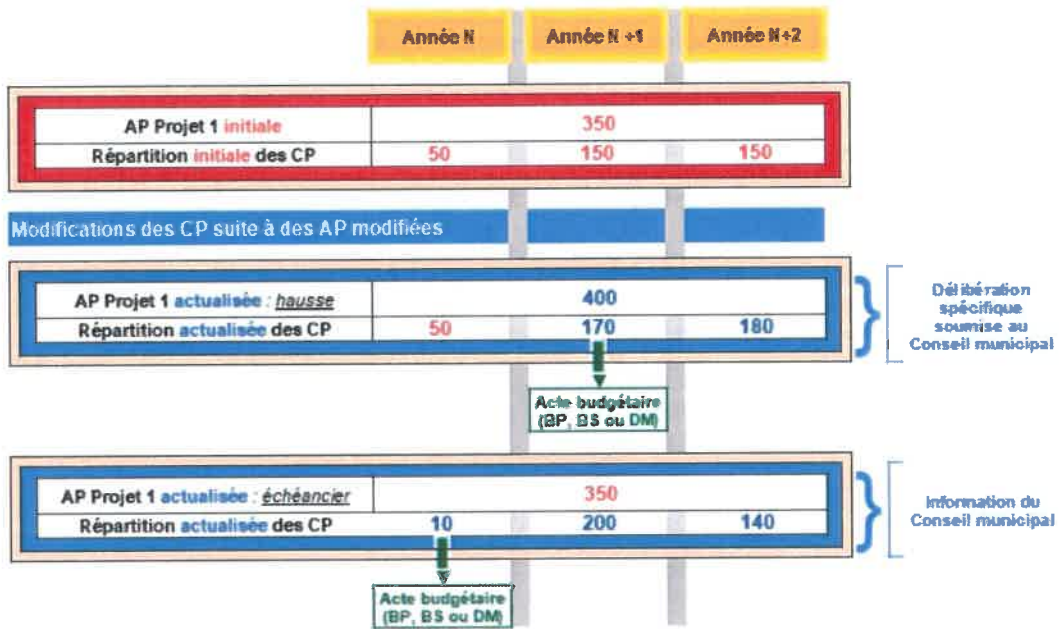 Année N Année N +1 Année N+2
AP Projet 1 initiale 350
Répartition initiale des CP 50 150 150
Modifications des CP suite à des AP modifiées
AP Projet 1 actualisée : hausse 400
Répartition actualisée des CP 50 170 180
Délibération
spécifique
soumise au
Conseil municipal
Acte budgétaire
(BP, BS ou DM)
AP Projet 1 actualisée : échéancier 350
Répartition actualisée des CP 10 200 140
Information du
Conseil municipal
Acte budgétaire
(BP, BS ou DM)